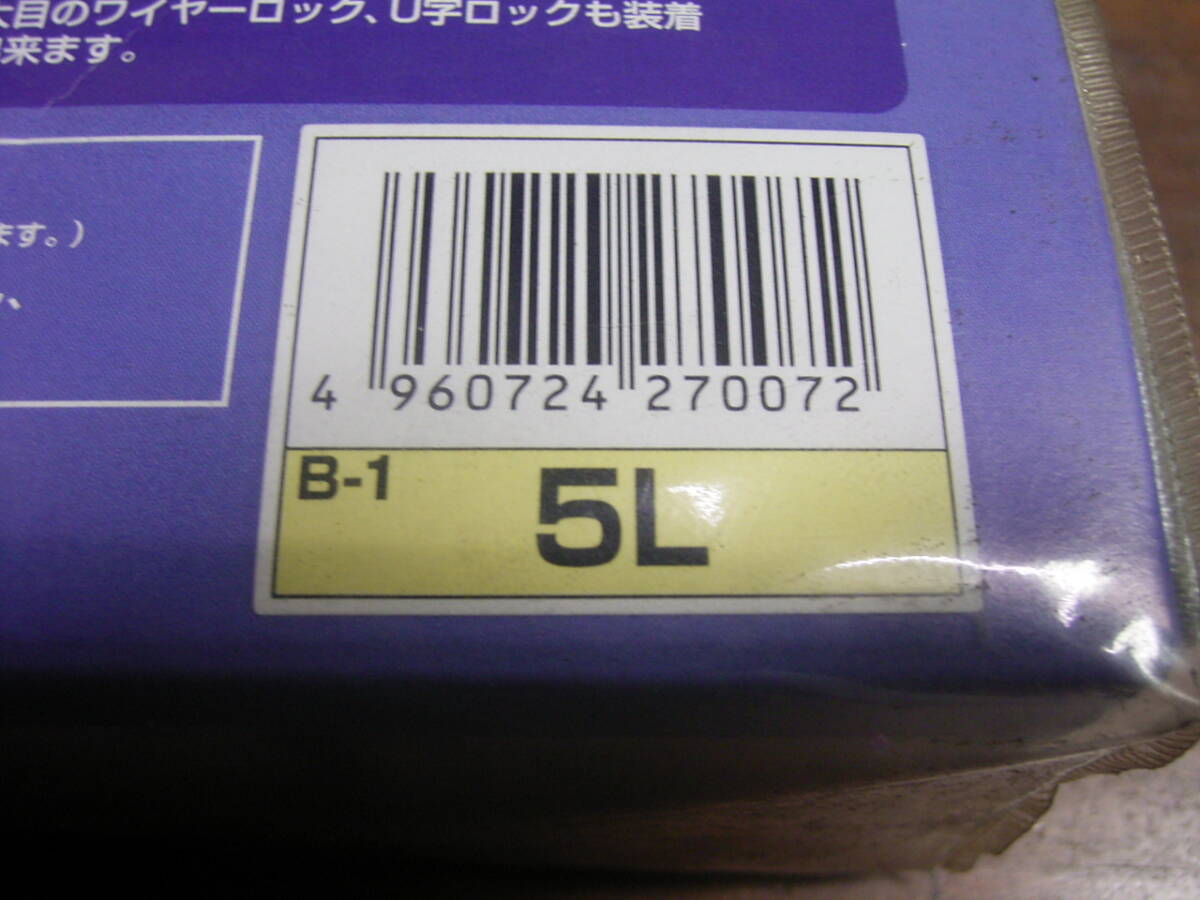 大目のワイヤーロック、U字ロックも装着
来ます。
ます。)
4 960724 270072
B-1 5L